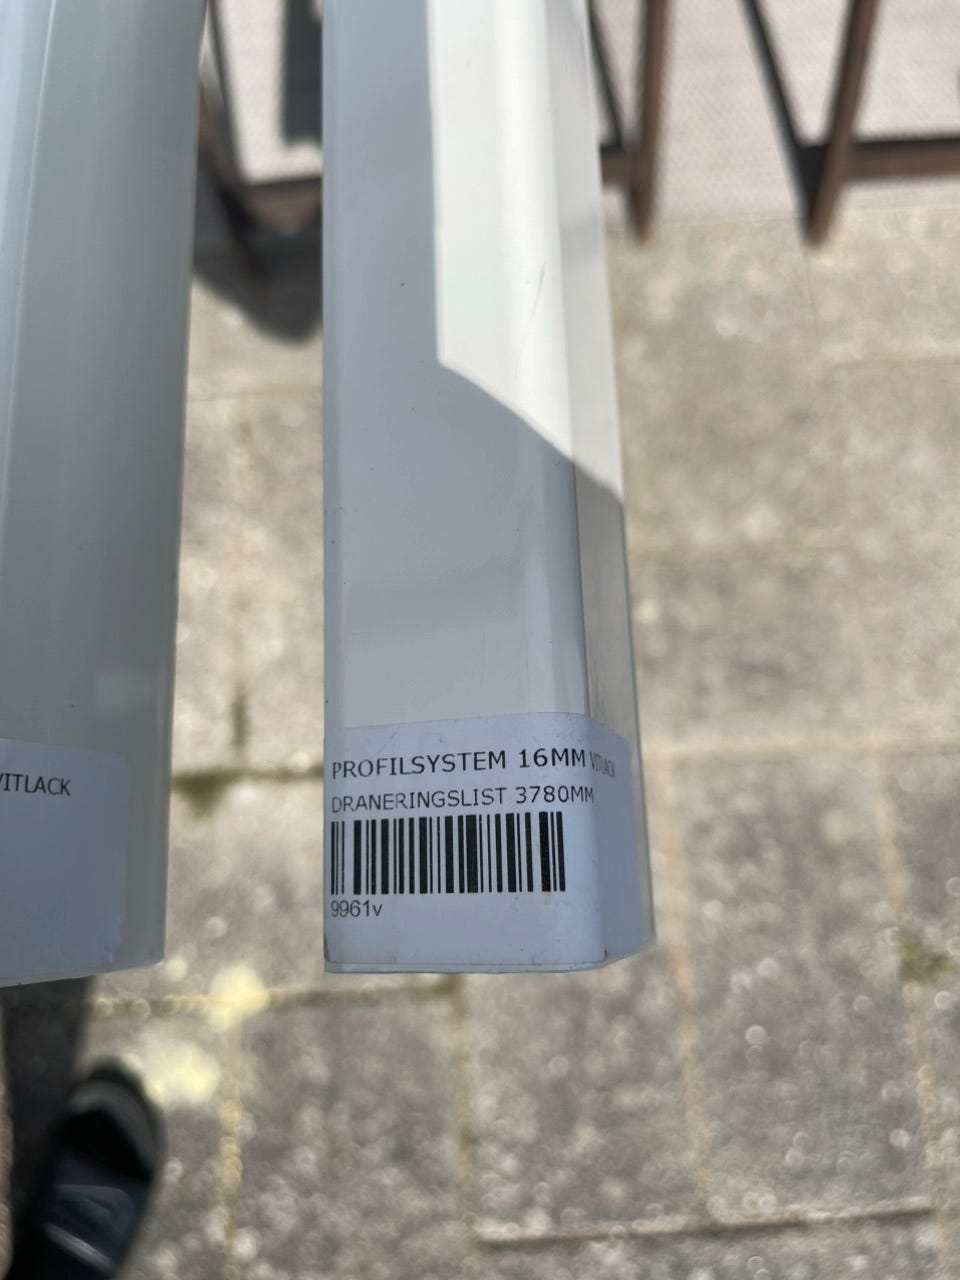 VITLACK
PROFILSYSTEM 16MM VITLACK
DRANERINGSLIST 3780MM
9961v